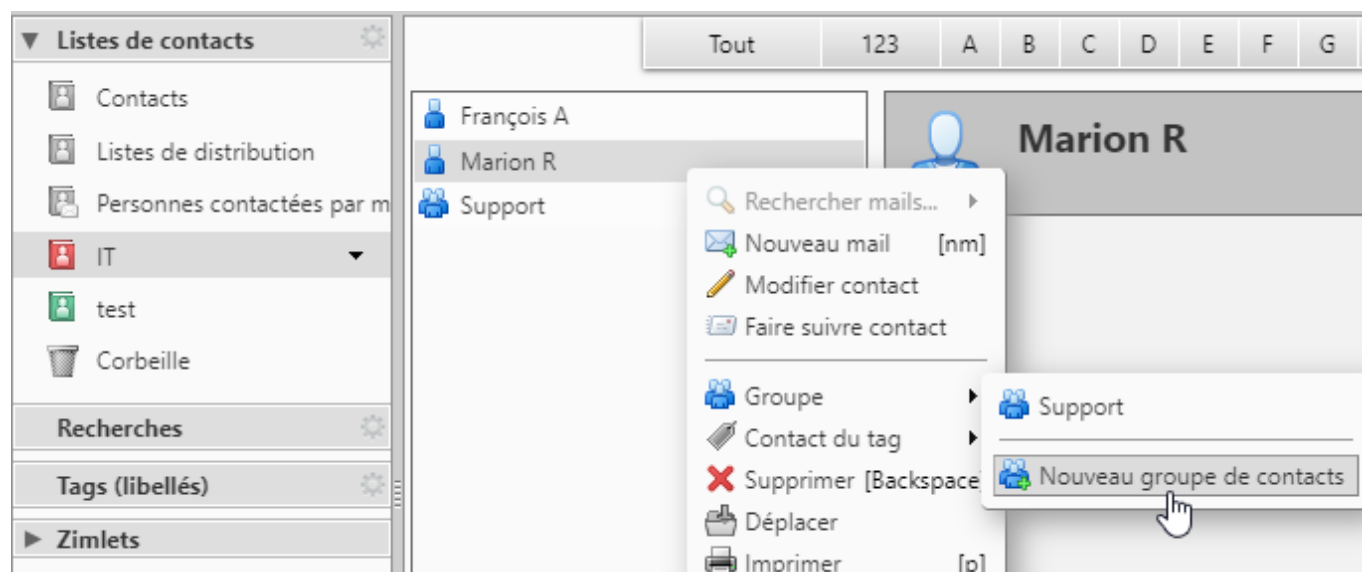 Listes de contacts
Contacts
Listes de distribution
Personnes contactées par m
IT
test
Corbeille
Recherches
Tags (libellés)
Zimlets
Tout 123 A B C D E F G
François A
Marion R
Support
Marion R
Rechercher mails...
Nouveau mail [nm]
Modifier contact
Faire suivre contact
Groupe
Contact du tag
Supprimer [Backspace
Déplacer
Imprimer [p]
Support
Nouveau groupe de contacts